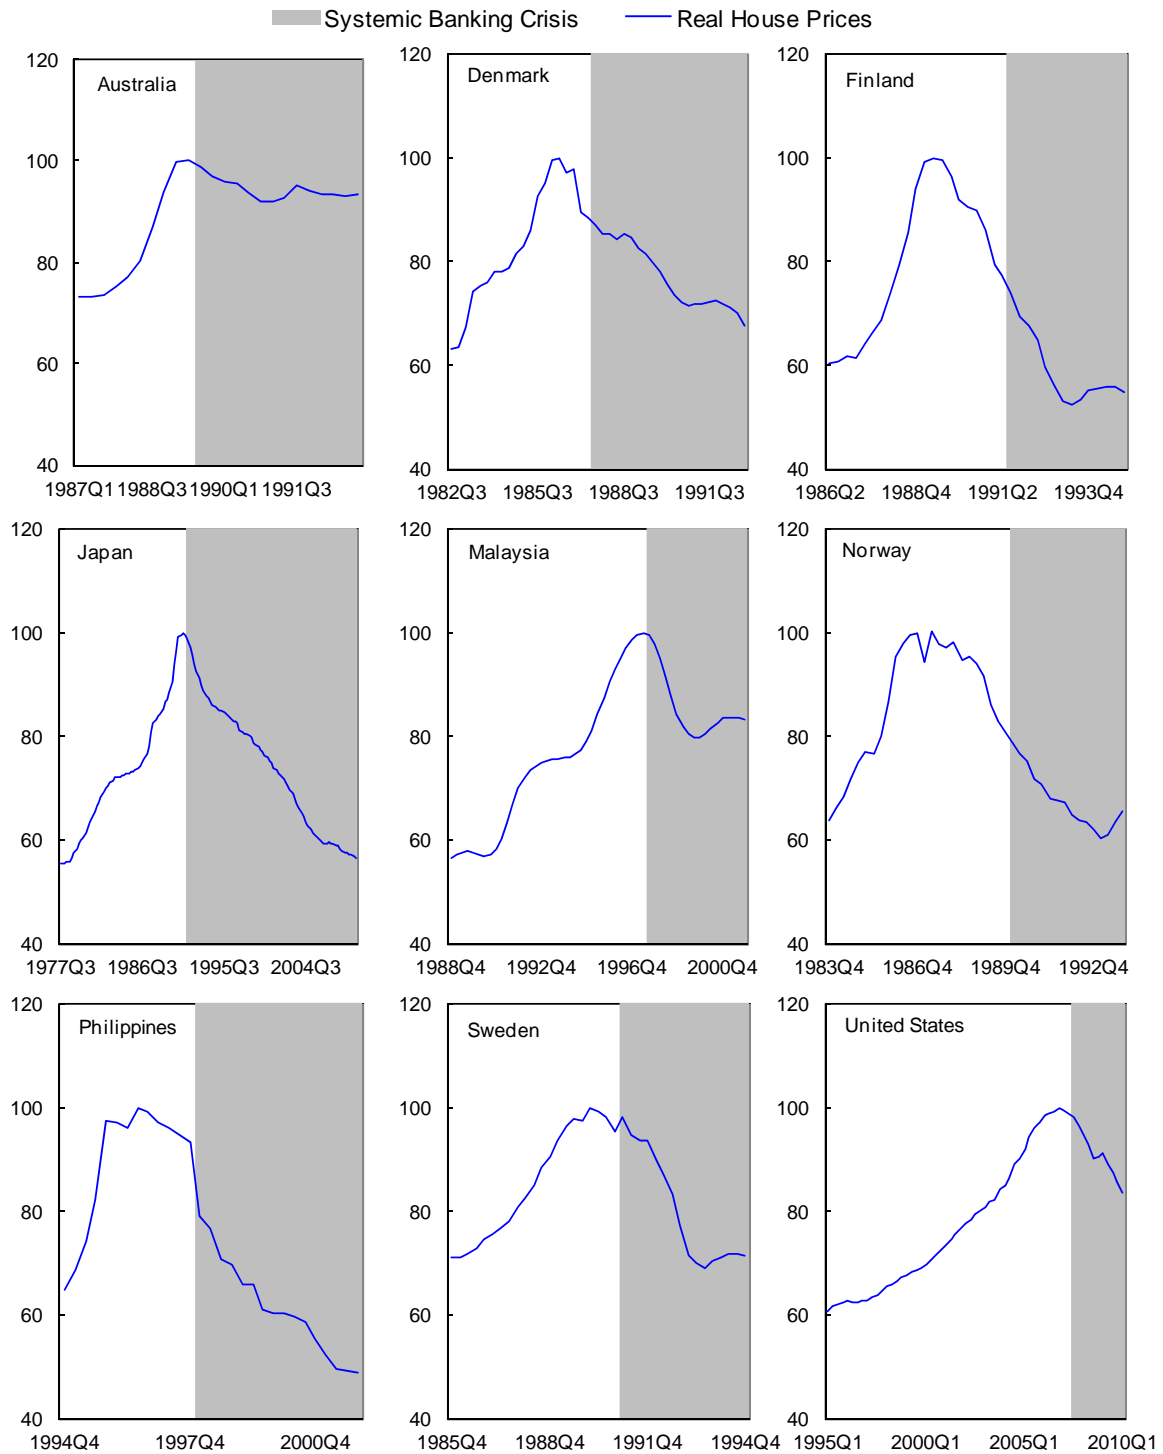 Systemic Banking Crisis Real House Prices
120 Australia
100
80
60
40
1987Q1 1988Q3 1990Q1 1991Q3
120 Denmark
100
80
60
40
1982Q3 1985Q3 1988Q3 1991Q3
120 Finland
100
80
60
40
1986Q2 1988Q4 1991Q2 1993Q4
120 Japan
100
80
60
40
1977Q3 1986Q3 1995Q3 2004Q3
120 Malaysia
100
80
60
40
1988Q4 1992Q4 1996Q4 2000Q4
120 Norway
100
80
60
40
1983Q4 1986Q4 1989Q4 1992Q4
120 Philippines
100
80
60
40
1994Q4 1997Q4 2000Q4
120 Sweden
100
80
60
40
1985Q4 1988Q4 1991Q4 1994Q4
120 United States
100
80
60
40
1995Q1 2000Q1 2005Q1 2010Q1